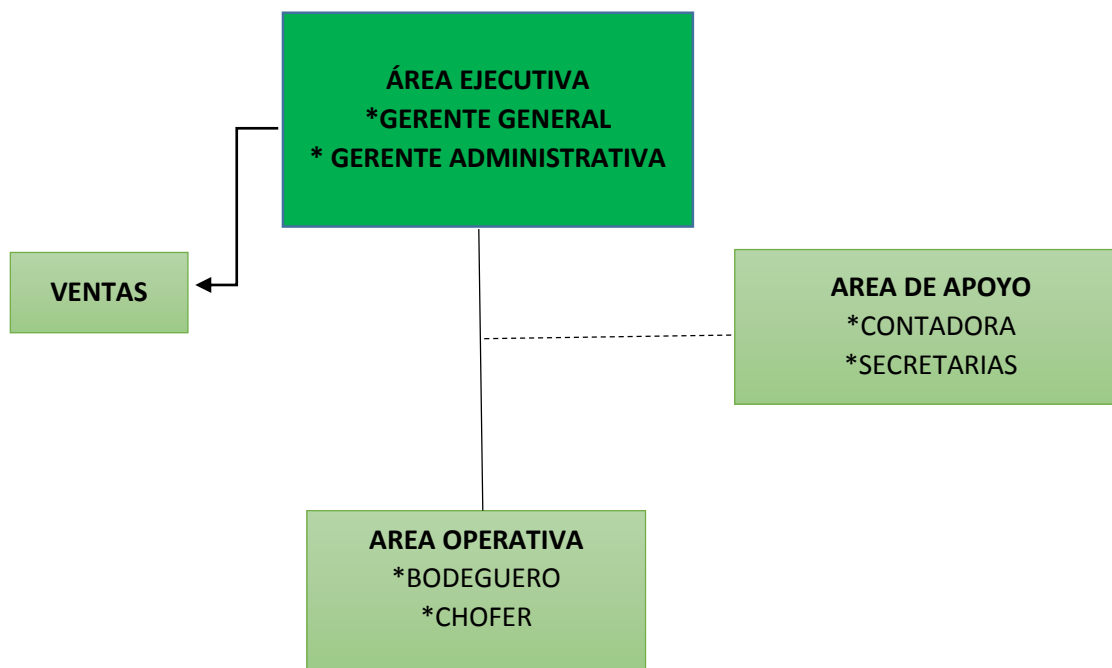 ÁREA EJECUTIVA
*GERENTE GENERAL
* GERENTE ADMINISTRATIVA
VENTAS
AREA DE APOYO
*CONTADORA
*SECRETARIAS
AREA OPERATIVA
*BODEGUERO
*CHOFER